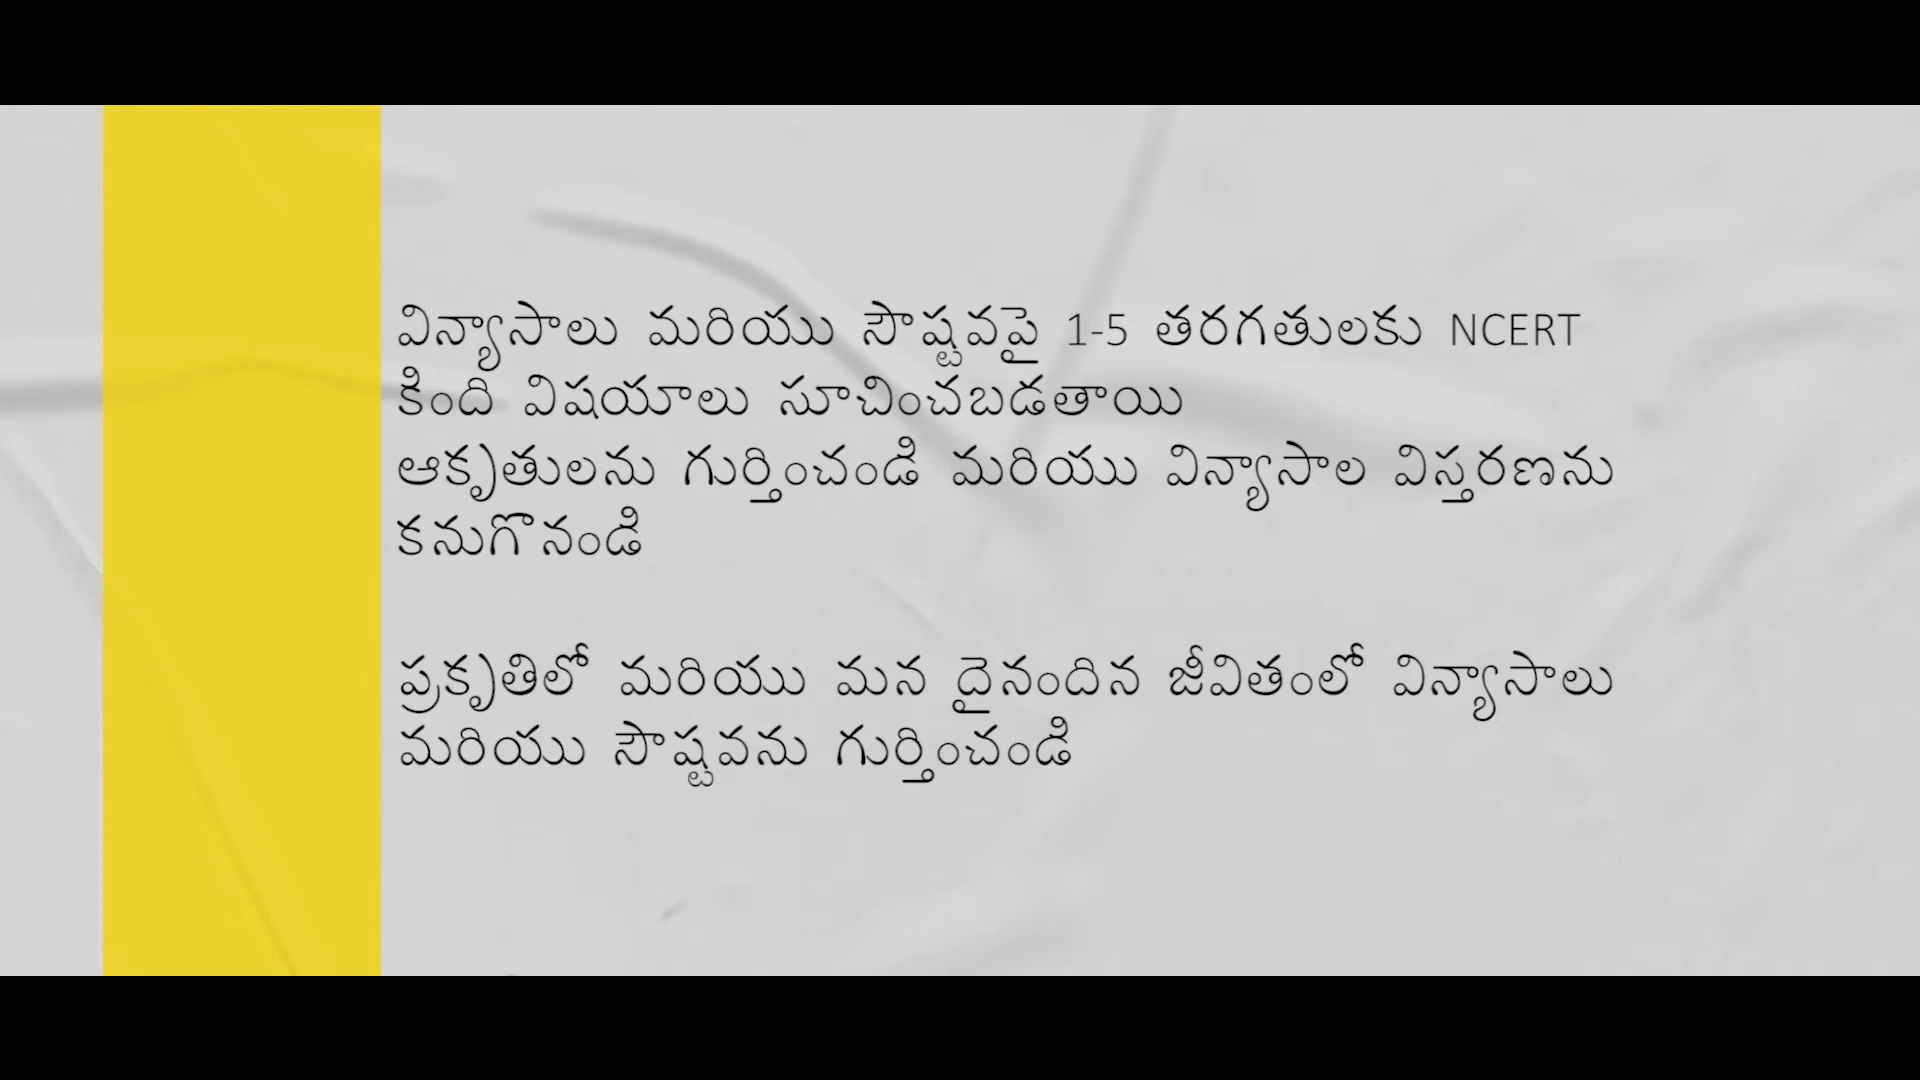 విన్యాసాలు మరియు సౌష్టవపై 1-5 తరగతులకు NCERT
కింది విషయాలు సూచించబడతాయి
ఆకృతులను గుర్తించండి మరియు విన్యాసాల విస్తరణను
కనుగొనండి
ప్రకృతిలో మరియు మన దైనందిన జీవితంలో విన్యాసాలు
మరియు సౌష్టవను గుర్తించండి